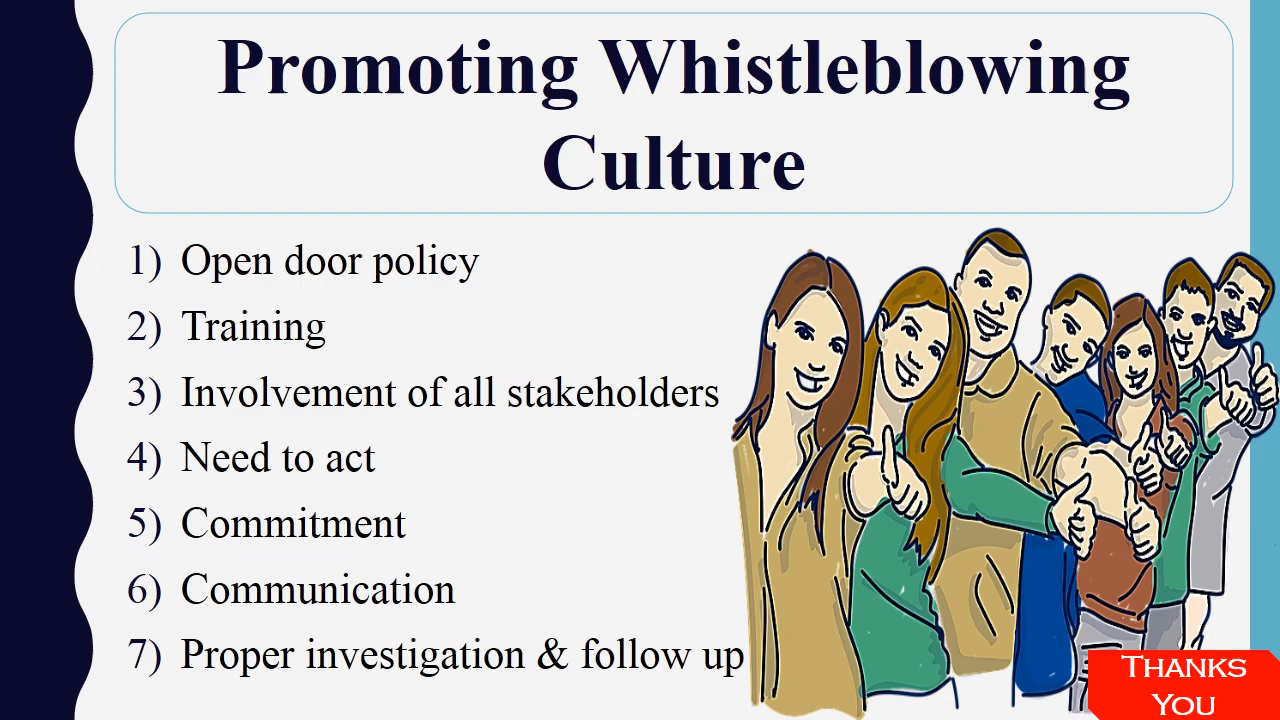 Promoting Whistleblowing
Culture
1) Open door policy
2) Training
3) Involvement of all stakeholders
4) Need to act
5) Commitment
6) Communication
7) Proper investigation & follow up
THANKS
YOU